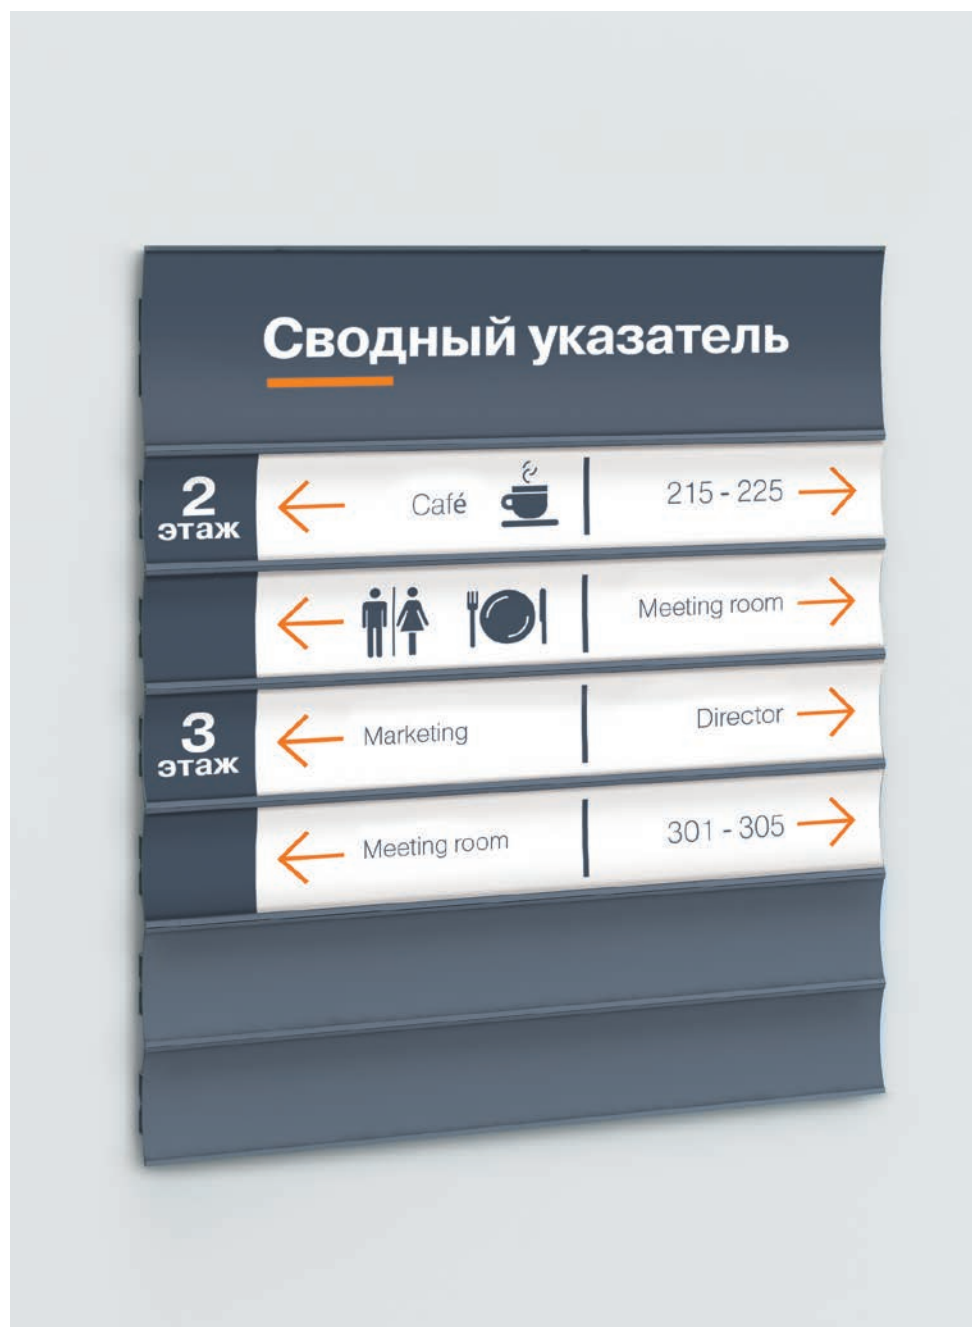 Сводный указатель
2 этаж
Café
215 - 225
Meeting room
3 этаж
Marketing
Director
Meeting room
301 - 305